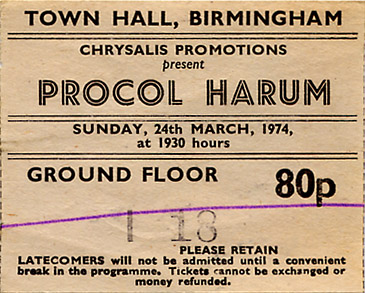 TOWN HALL, BIRMINGHAM
CHRYSALIS PROMOTIONS
present
PROCOL HARUM
SUNDAY, 24th MARCH, 1974,
at 1930 hours
GROUND FLOOR 80p
I 18
PLEASE RETAIN
LATECOMERS will not be admitted until a convenient
break in the programme. Tickets cannot be exchanged or
money refunded.